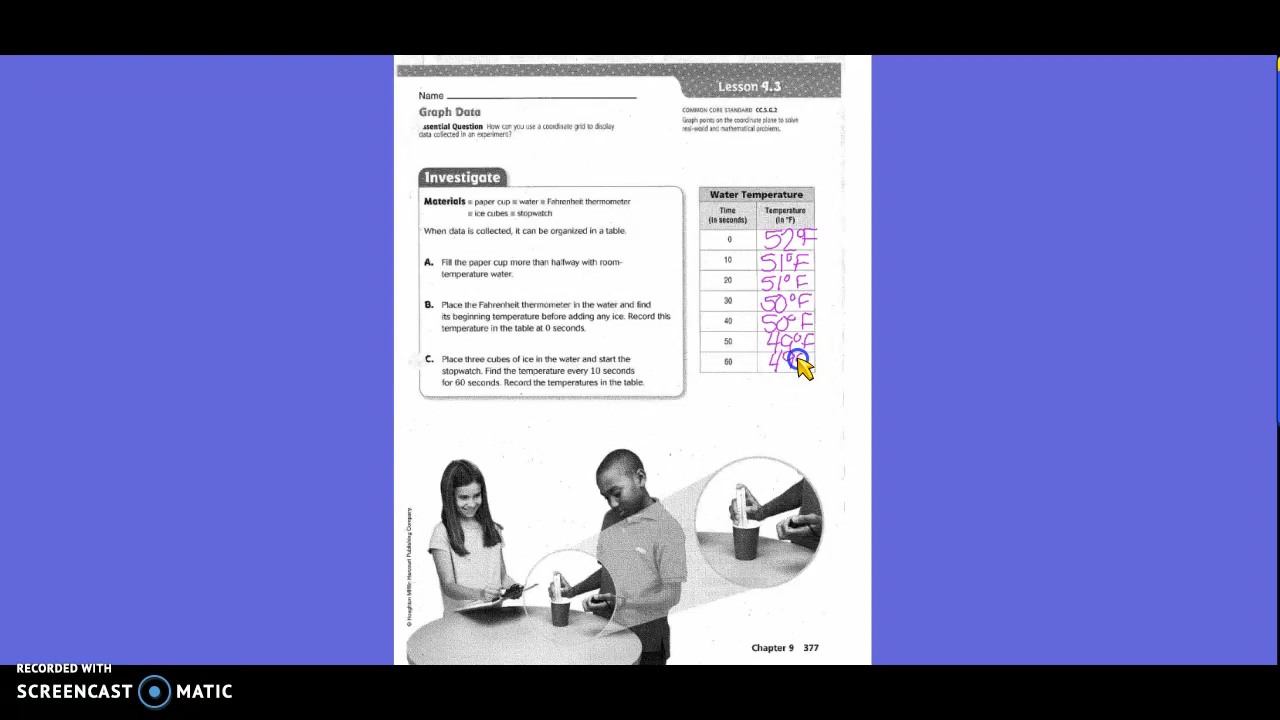 Lesson 9.3
Name
Graph Data
COMMON CORE STANDARD CC.5.G.2
Graph points on the coordinate plane to solve
real-world and mathematical problems.
ssential Question How can you use a coordinate grid to display
data collected in an experiment?
Investigate
Materials ■ paper cup ■ water ■ Fahrenheit thermometer
■ ice cubes ■ stopwatch
When data is collected, it can be organized in a table.
A. Fill the paper cup more than halfway with room-
temperature water.
B. Place the Fahrenheit thermometer in the water and find
its beginning temperature before adding any ice. Record this
temperature in the table at 0 seconds.
C. Place three cubes of ice in the water and start the
stopwatch. Find the temperature every 10 seconds
for 60 seconds. Record the temperatures in the table.
Water Temperature
Time Temperature
(in seconds) (in °F)
0 52°F
10 51°F
20 51°F
30 50°F
40 50°F
50 49°F
60
© Houghton Mifflin Harcourt Publishing Company
Chapter 9 377
RECORDED WITH
SCREENCAST MATIC